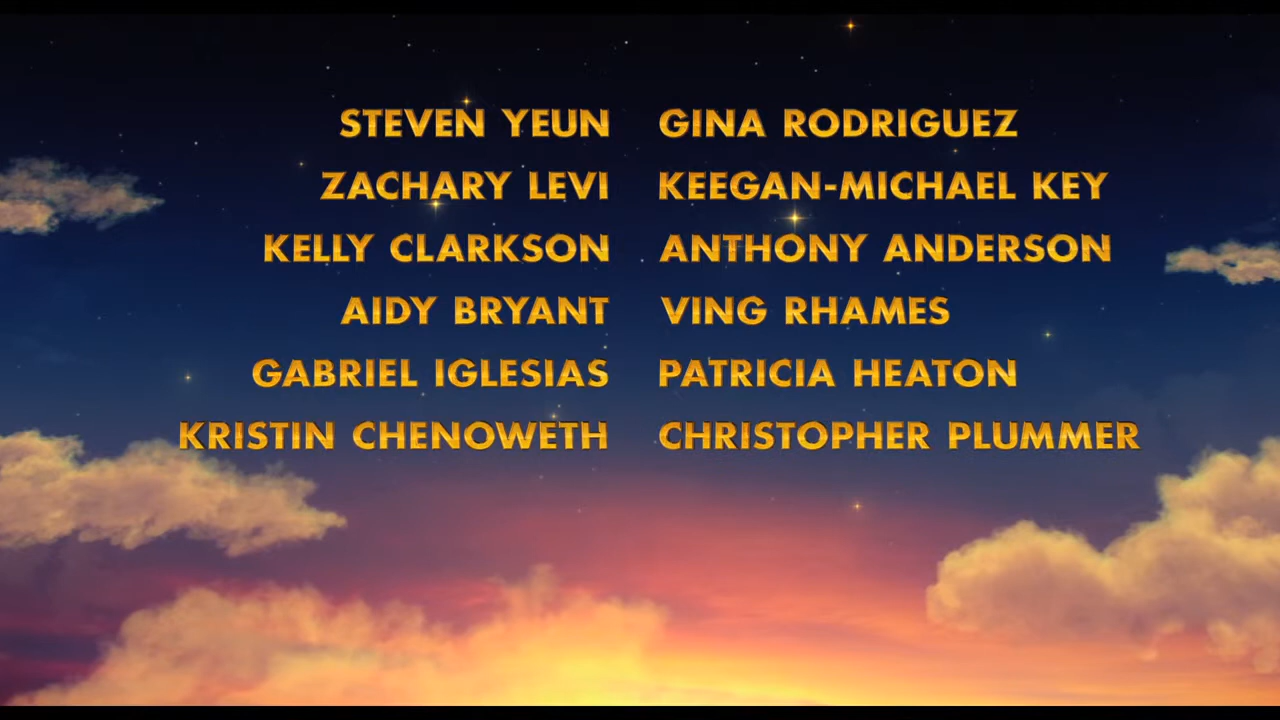 STEVEN YEUN GINA RODRIGUEZ
ZACHARY LEVI KEEGAN-MICHAEL KEY
KELLY CLARKSON ANTHONY ANDERSON
AIDY BRYANT VING RHAMES
GABRIEL IGLESIAS PATRICIA HEATON
KRISTIN CHENOWETH CHRISTOPHER PLUMMER